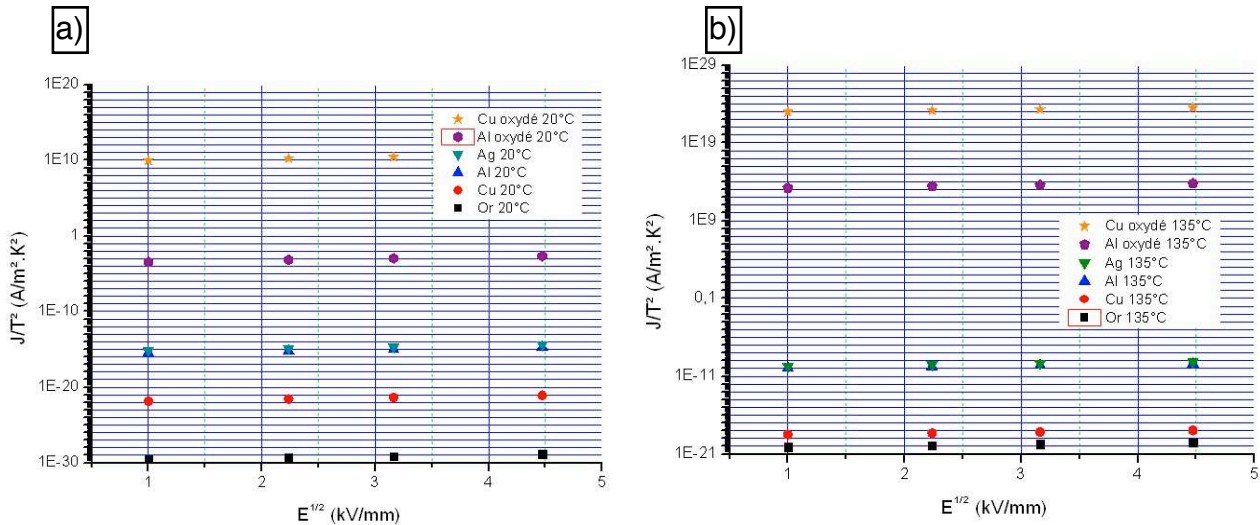 a)
1E20
1E10
1
1E-10
1E-20
1E-30
J/T² (A/m².K²)
Cu oxydé 20°C
Al oxydé 20°C
Ag 20°C
Al 20°C
Cu 20°C
Or 20°C
1 2 3 4 5
E^1/2 (kV/mm)
b)
1E29
1E19
1E9
0,1
1E-11
1E-21
J/T² (A/m².K²)
Cu oxydé 135°C
Al oxydé 135°C
Ag 135°C
Al 135°C
Cu 135°C
Or 135°C
1 2 3 4 5
E^1/2 (kV/mm)